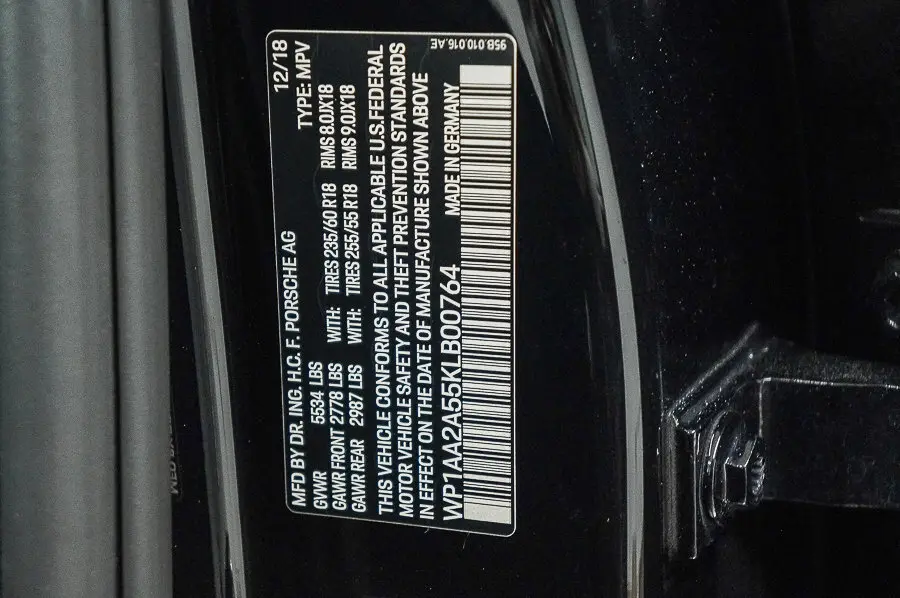 MFD BY DR. ING. H.C. F. PORSCHE AG 12/18
GVWR 5534 LBS TYPE: MPV
GAWR FRONT 2778 LBS WITH: TIRES 235/60 R18 RIMS 8.0JX18
GAWR REAR 2987 LBS WITH: TIRES 255/55 R18 RIMS 9.0JX18
THIS VEHICLE CONFORMS TO ALL APPLICABLE U.S.FEDERAL
MOTOR VEHICLE SAFETY AND THEFT PREVENTION STANDARDS
IN EFFECT ON THE DATE OF MANUFACTURE SHOWN ABOVE
WP1AA2A55KLB00764 MADE IN GERMANY
95B.010.016.AE